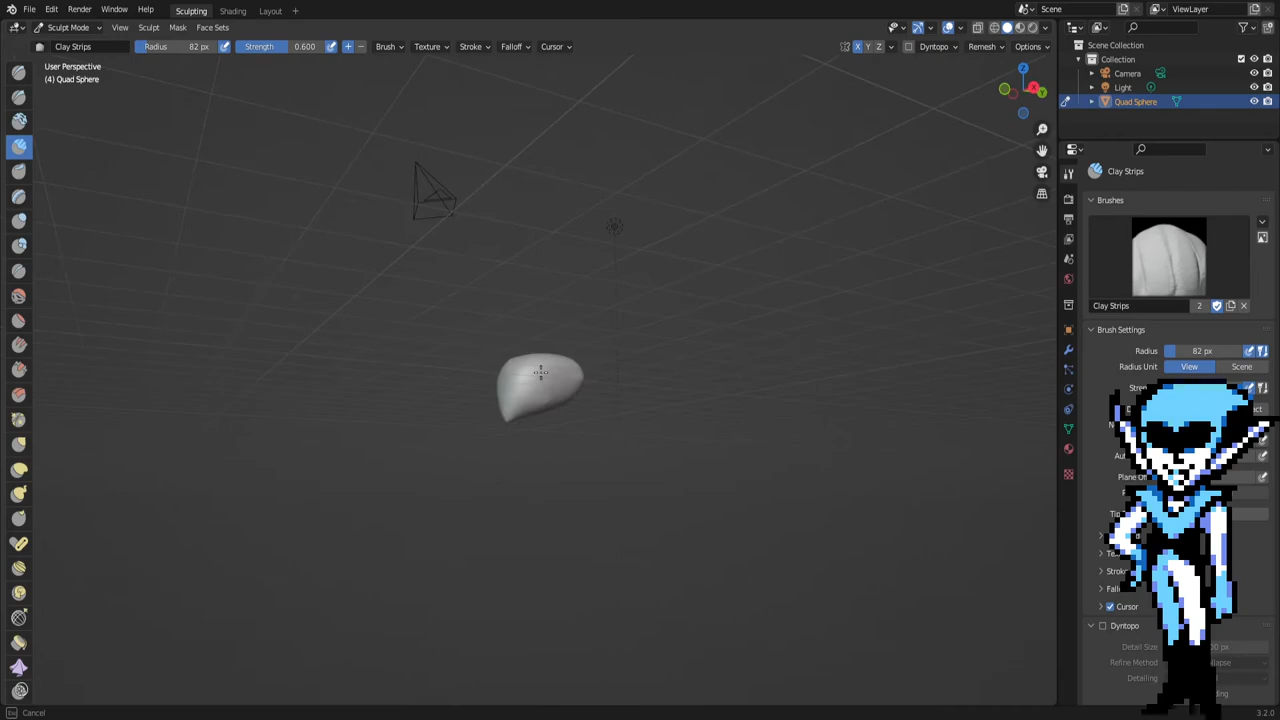 File Edit Render Window Help Sculpting Shading Layout + Scene ViewLayer
Sculpt Mode View Sculpt Mask Face Sets
Clay Strips Radius 82 px Strength 0.600 + − Brush Texture Stroke Falloff Cursor X Y Z Dyntopo Remesh Options
User Perspective
(4) Quad Sphere
Z
X
Y
Scene Collection
Collection
Camera
Light
Quad Sphere
Clay Strips
Brushes
Clay Strips 2
Brush Settings
Radius 82 px
Radius Unit View Scene
Cursor
Dyntopo
Detail Size
Refine Method
Detailing
Cancel
3.2.0